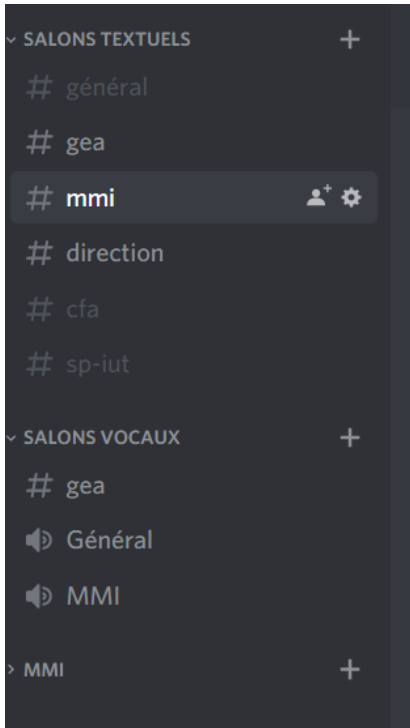 SALONS TEXTUELS
# général
# gea
# mmi
# direction
# cfa
# sp-iut
SALONS VOCAUX
# gea
Général
MMI
MMI